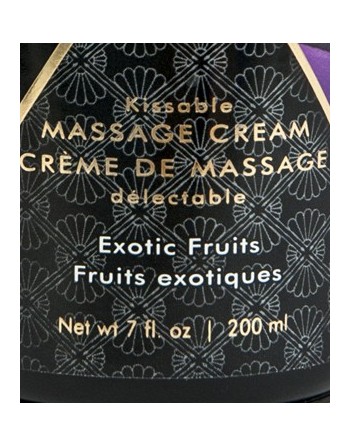 Kissable
MASSAGE CREAM
CRÈME DE MASSAGE
délectable
Exotic Fruits
Fruits exotiques
Net wt 7 fl. oz | 200 ml